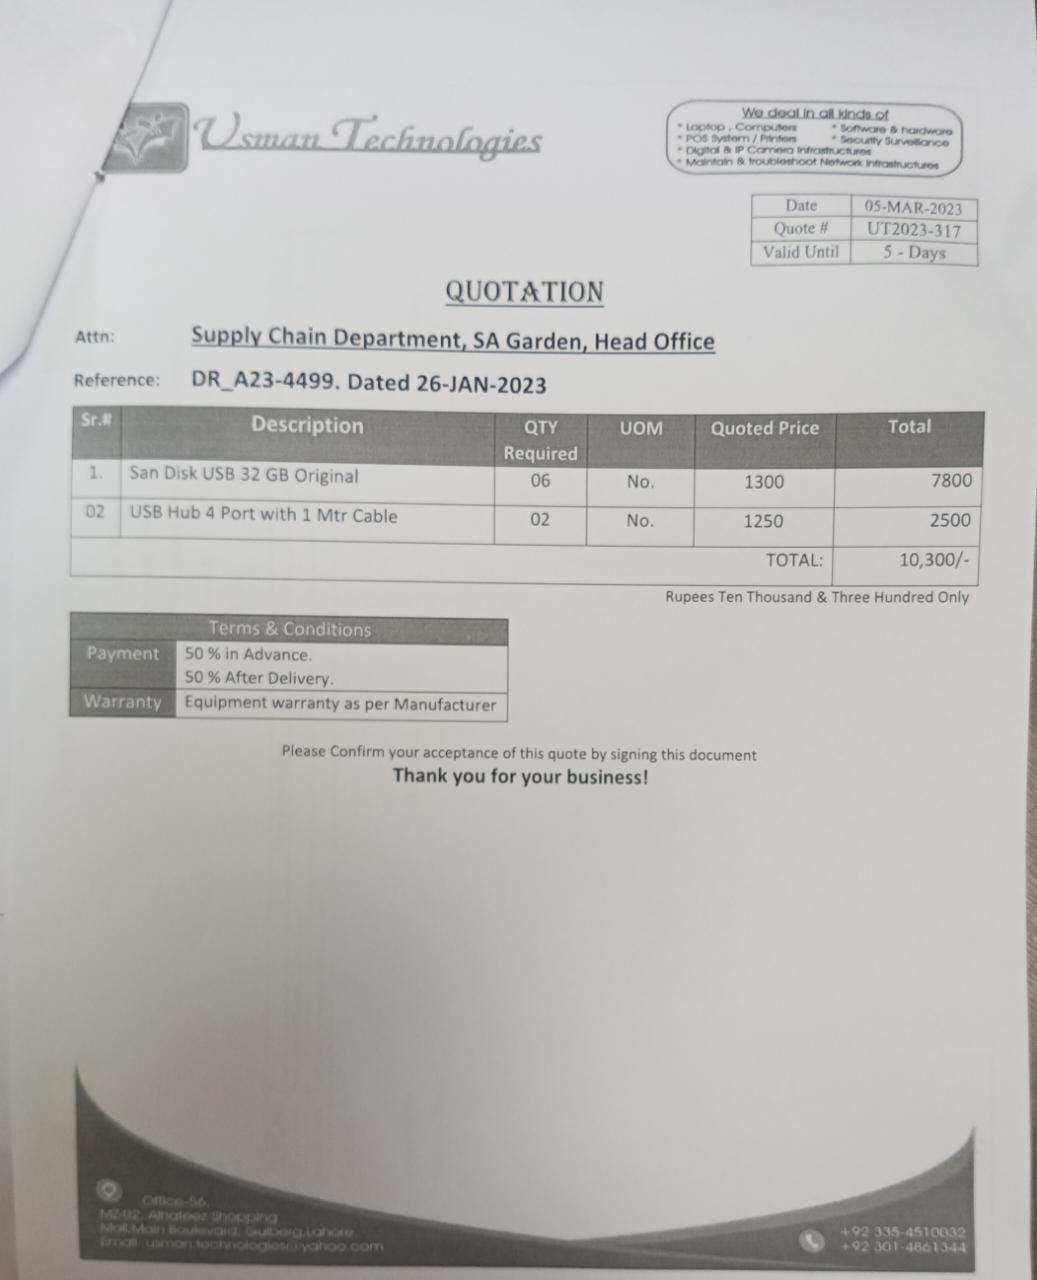 Usman Technologies
We deal in all kinds of
* Laptop , Computers * Software & hardware
* POS System / Printers * Security Surveillance
* Digital & IP Camera Infrastructures
* Maintain & troubleshoot Network Infrastructures
Date 05-MAR-2023
Quote # UT2023-317
Valid Until 5 - Days
QUOTATION
Attn: Supply Chain Department, SA Garden, Head Office
Reference: DR_A23-4499. Dated 26-JAN-2023
Sr.# Description QTY Required UOM Quoted Price Total
1. San Disk USB 32 GB Original 06 No. 1300 7800
02 USB Hub 4 Port with 1 Mtr Cable 02 No. 1250 2500
TOTAL: 10,300/-
Rupees Ten Thousand & Three Hundred Only
Terms & Conditions
Payment 50 % in Advance.
50 % After Delivery.
Warranty Equipment warranty as per Manufacturer
Please Confirm your acceptance of this quote by signing this document
Thank you for your business!
Office-56,
MZ-02, Alhafeez Shopping
Mall,Main Boulevard, Gulberg,Lahore.
Email: usman.technologies@yahoo.com
+92 335-4510032
+92 301-4861344